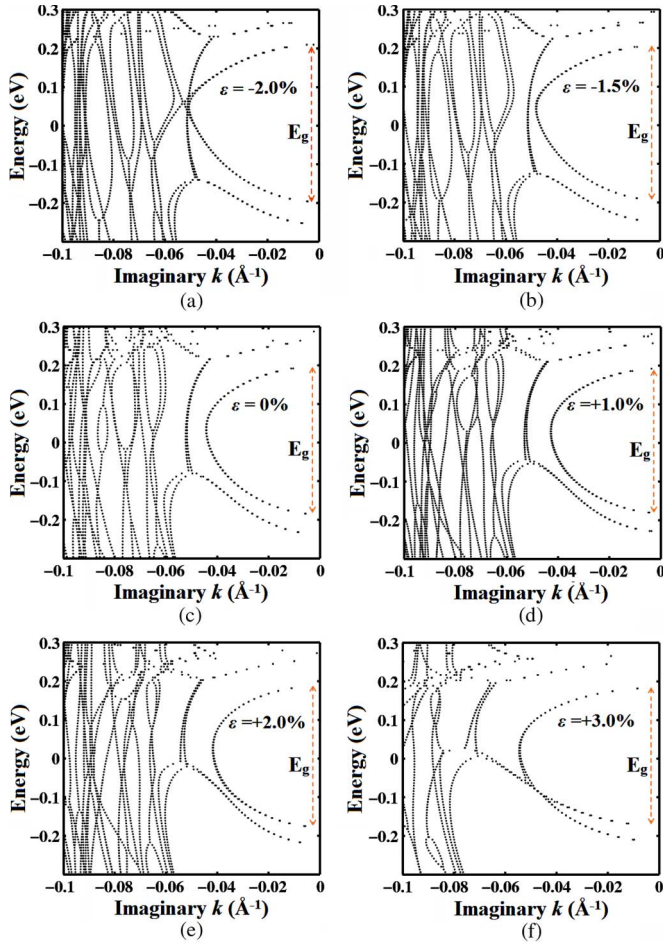 0.3
0.2
0.1
0
−0.1
−0.2
Energy (eV)
ε = -2.0%
Eg
−0.1 −0.08 −0.06 −0.04 −0.02 0
Imaginary k (Å-1)
(a)
0.3
0.2
0.1
0
−0.1
−0.2
Energy (eV)
ε = -1.5%
Eg
−0.1 −0.08 −0.06 −0.04 −0.02 0
Imaginary k (Å-1)
(b)
0.3
0.2
0.1
0
−0.1
−0.2
Energy (eV)
ε = 0%
Eg
−0.1 −0.08 −0.06 −0.04 −0.02 0
Imaginary k (Å-1)
(c)
0.3
0.2
0.1
0
−0.1
−0.2
Energy (eV)
ε =+1.0%
Eg
−0.1 −0.08 −0.06 −0.04 −0.02 0
Imaginary k (Å-1)
(d)
0.3
0.2
0.1
0
−0.1
−0.2
Energy (eV)
ε =+2.0%
Eg
−0.1 −0.08 −0.06 −0.04 −0.02 0
Imaginary k (Å-1)
(e)
0.3
0.2
0.1
0
−0.1
−0.2
Energy (eV)
ε =+3.0%
Eg
−0.1 −0.08 −0.06 −0.04 −0.02 0
Imaginary k (Å-1)
(f)